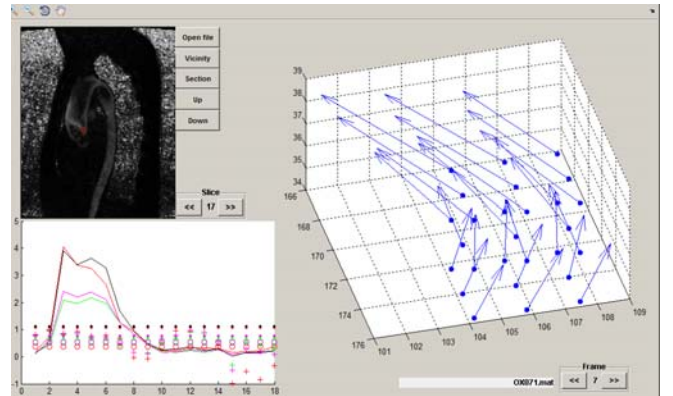 Open file
Vicinity
Section
Up
Down
Slice
<< 17 >>
5
4
3
2
1
0
-1
0 2 4 6 8 10 12 14 16 18
39
38
37
36
35
34
166
168
170
172
174
176
101 102 103 104 105 106 107 108 109
Frame
OX071.mat << 7 >>